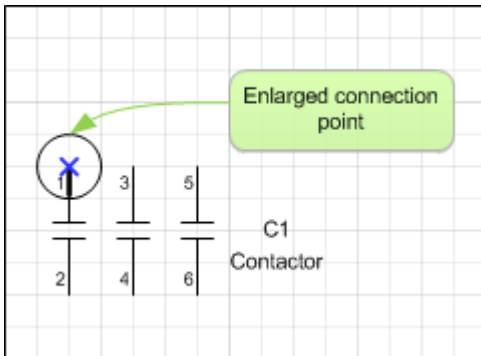 Enlarged connection
point
1 3 5
C1
Contactor
2 4 6